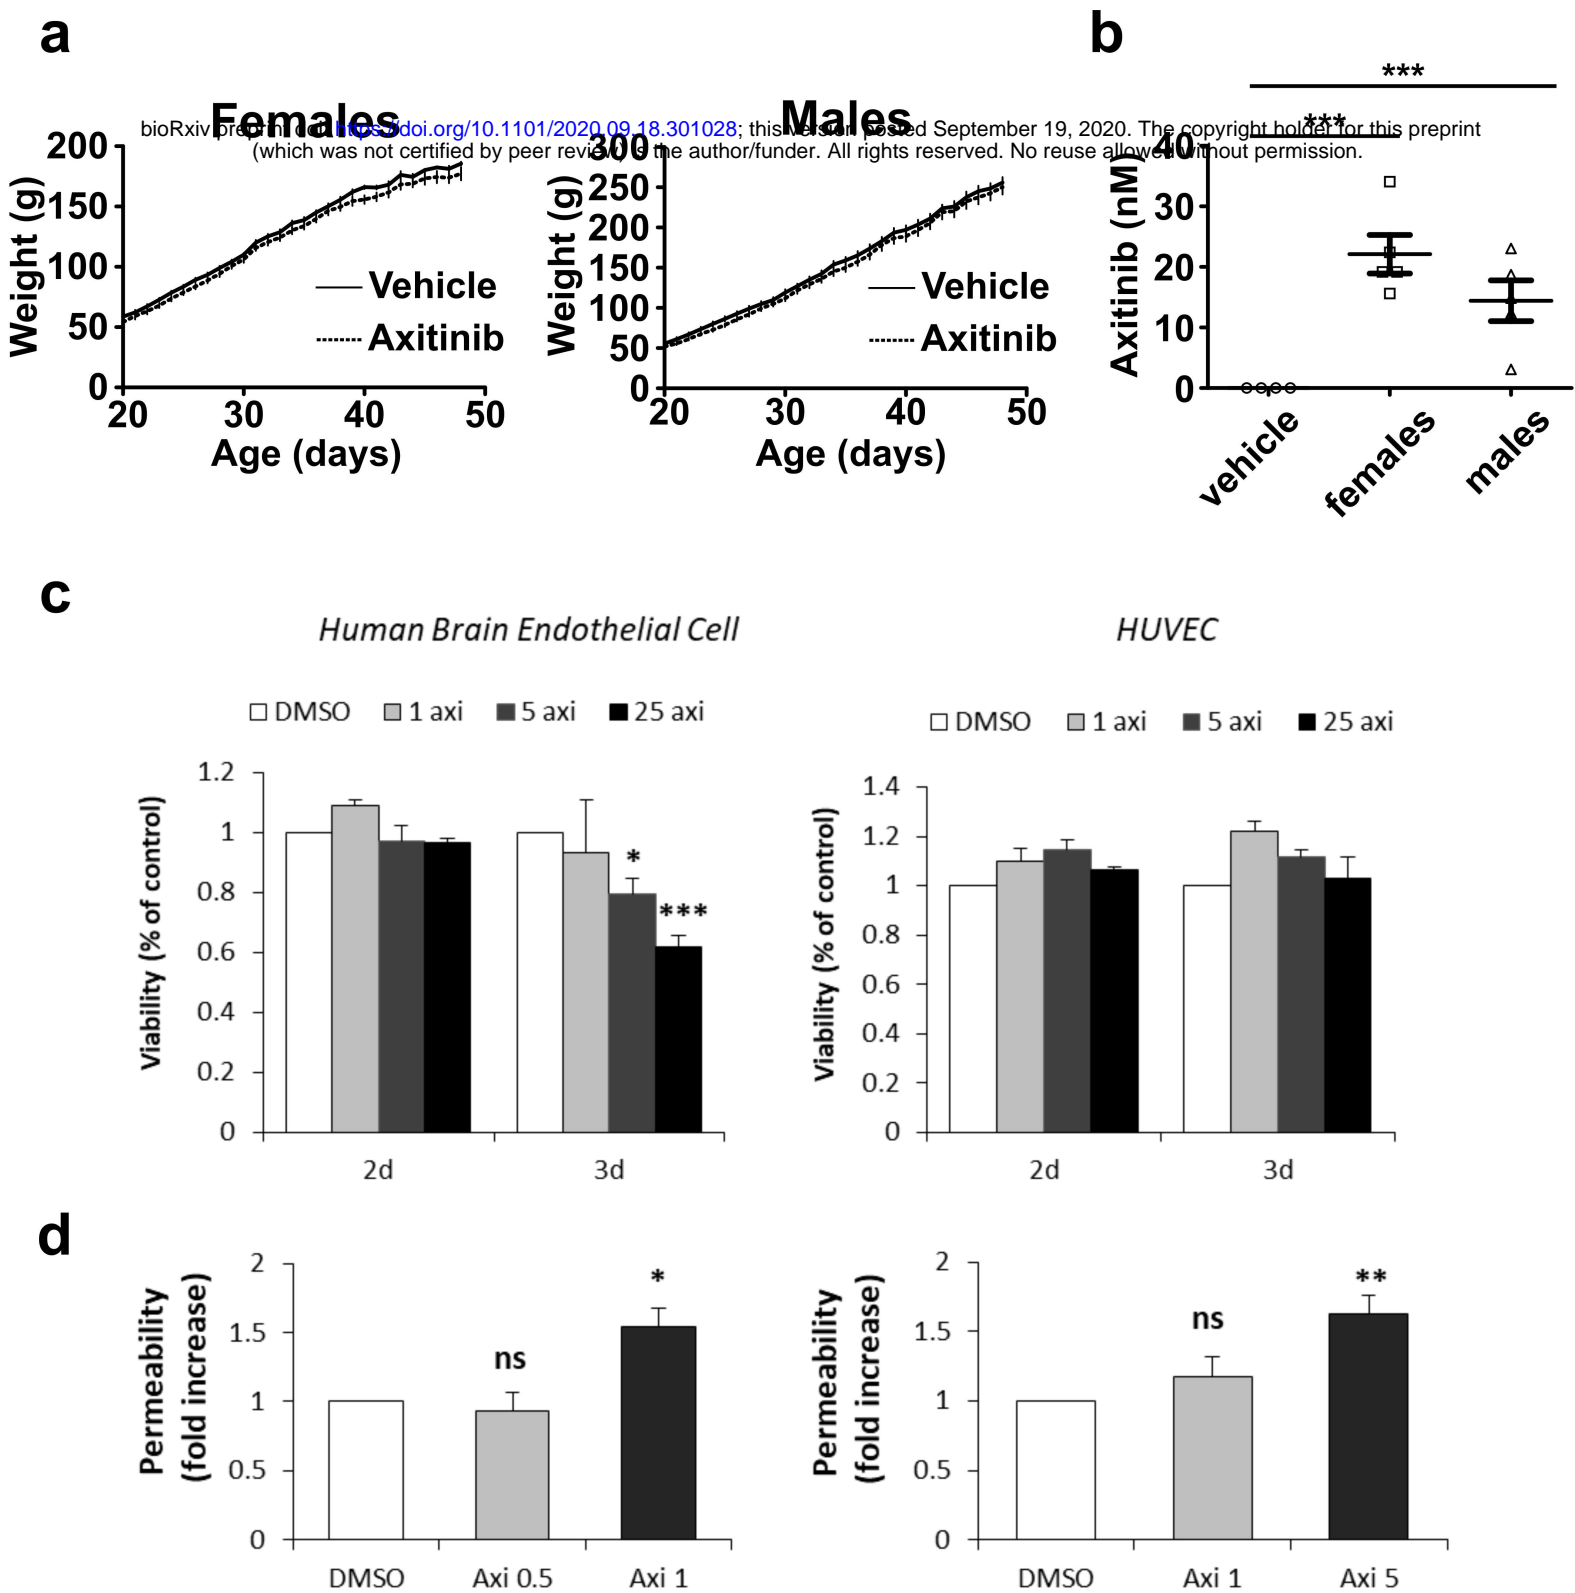 a
b
***
Females
Males
bioRxiv preprint doi: https://doi.org/10.1101/2020.09.18.301028; this version posted September 19, 2020. The copyright holder for this preprint
(which was not certified by peer review) is the author/funder. All rights reserved. No reuse allowed without permission.
***
200
150
100
50
0
Weight (g)
Vehicle
Axitinib
20 30 40 50
Age (days)
300
250
200
150
100
50
0
Weight (g)
Vehicle
Axitinib
20 30 40 50
Age (days)
40
30
20
10
0
Axitinib (nM)
vehicle
females
males
c
Human Brain Endothelial Cell
DMSO 1 axi 5 axi 25 axi
1.2
1
0.8
0.6
0.4
0.2
0
Viability (% of control)
*
***
2d 3d
HUVEC
DMSO 1 axi 5 axi 25 axi
1.4
1.2
1
0.8
0.6
0.4
0.2
0
Viability (% of control)
2d 3d
d
2
1.5
1
0.5
0
Permeability
(fold increase)
ns
*
DMSO Axi 0.5 Axi 1
2
1.5
1
0.5
0
Permeability
(fold increase)
ns
**
DMSO Axi 1 Axi 5